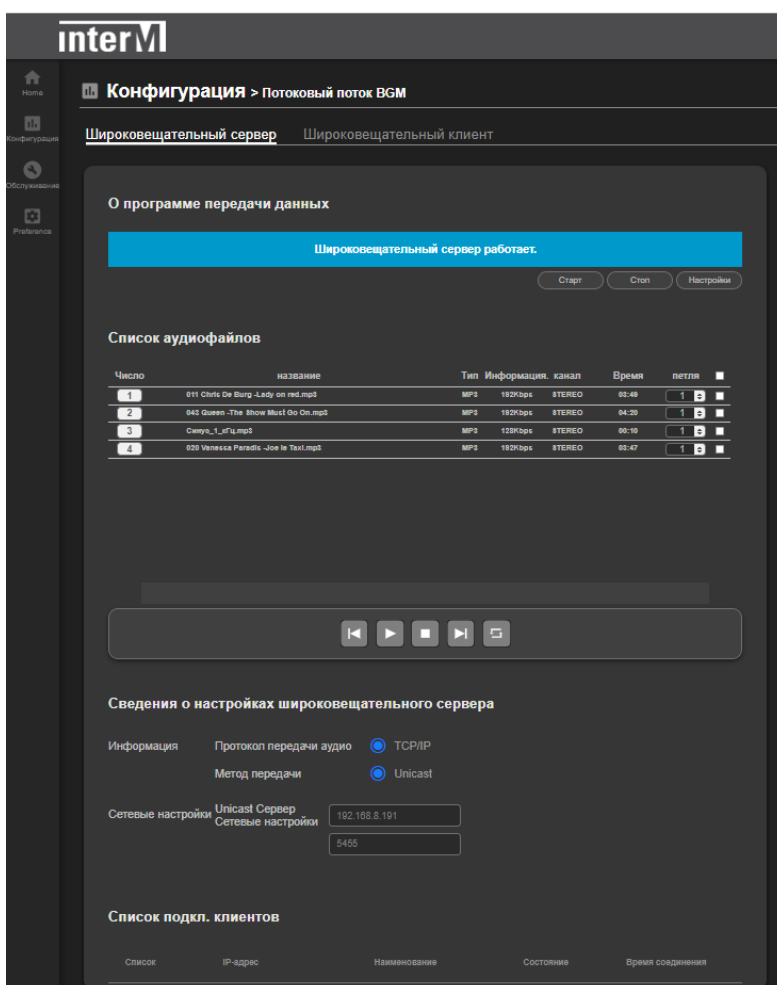 interM
Home
Конфигурация > Потоковый поток BGM
Конфигурация
Широковещательный сервер Широковещательный клиент
Обслуживание
О программе передачи данных
Preference
Широковещательный сервер работает.
Старт Стоп Настройки
Список аудиофайлов
Число название Тип Информация. канал Время петля
1 011 Chris De Burg -Lady on red.mp3 MP3 192Kbps STEREO 03:49 1
2 043 Queen -The Show Must Go On.mp3 MP3 192Kbps STEREO 04:20 1
3 Синус_1_кГц.mp3 MP3 128Kbps STEREO 00:10 1
4 020 Vanessa Paradis -Joe le Taxi.mp3 MP3 192Kbps STEREO 03:47 1
Сведения о настройках широковещательного сервера
Информация Протокол передачи аудио TCP/IP
Метод передачи Unicast
Сетевые настройки Unicast Сервер
Сетевые настройки 192.168.8.191
5455
Список подкл. клиентов
Список IP-адрес Наименование Состояние Время соединения